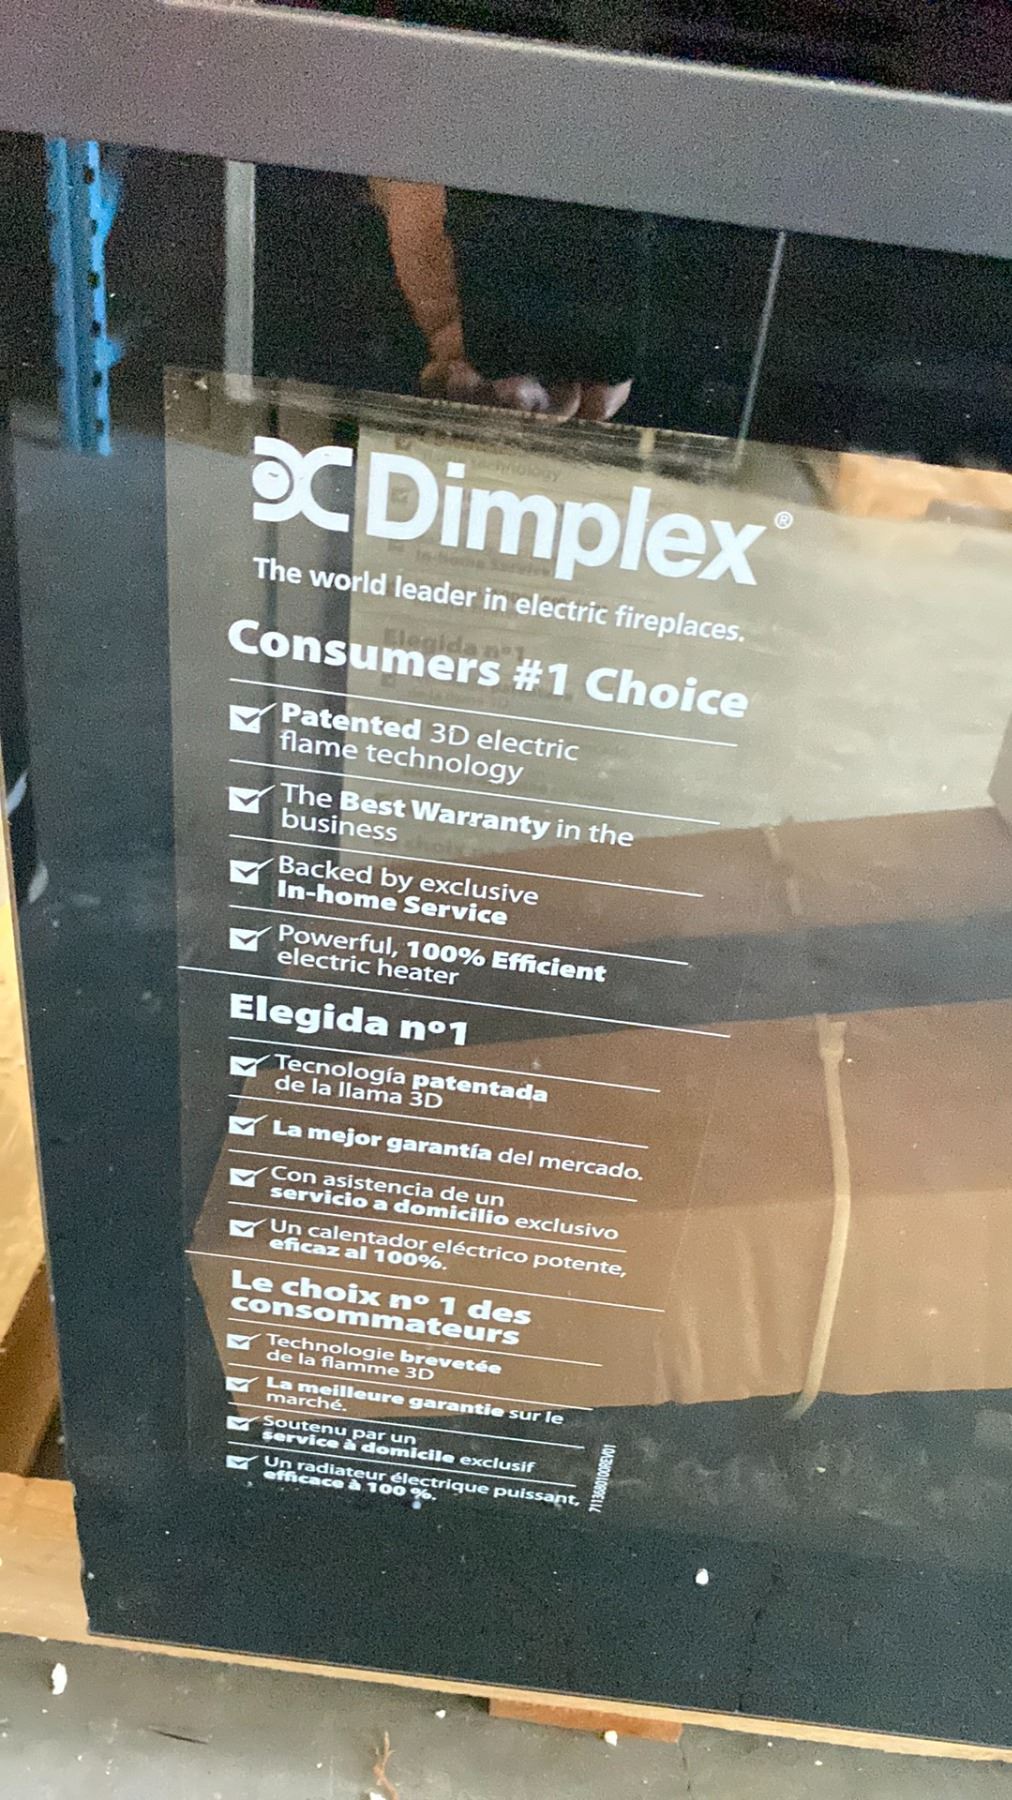 Dimplex®
The world leader in electric fireplaces.
Consumers #1 Choice
Patented 3D electric
flame technology
The Best Warranty in the
business
Backed by exclusive
In-home Service
Powerful, 100% Efficient
electric heater
Elegida nº1
Tecnología patentada
de la llama 3D
La mejor garantía del mercado.
Con asistencia de un
servicio a domicilio exclusivo
Un calentador eléctrico potente,
eficaz al 100%.
Le choix nº 1 des
consommateurs
Technologie brevetée
de la flamme 3D
La meilleure garantie sur le
marché.
Soutenu par un
service à domicile exclusif
Un radiateur électrique puissant,
efficace à 100 %.
7113680100REV01